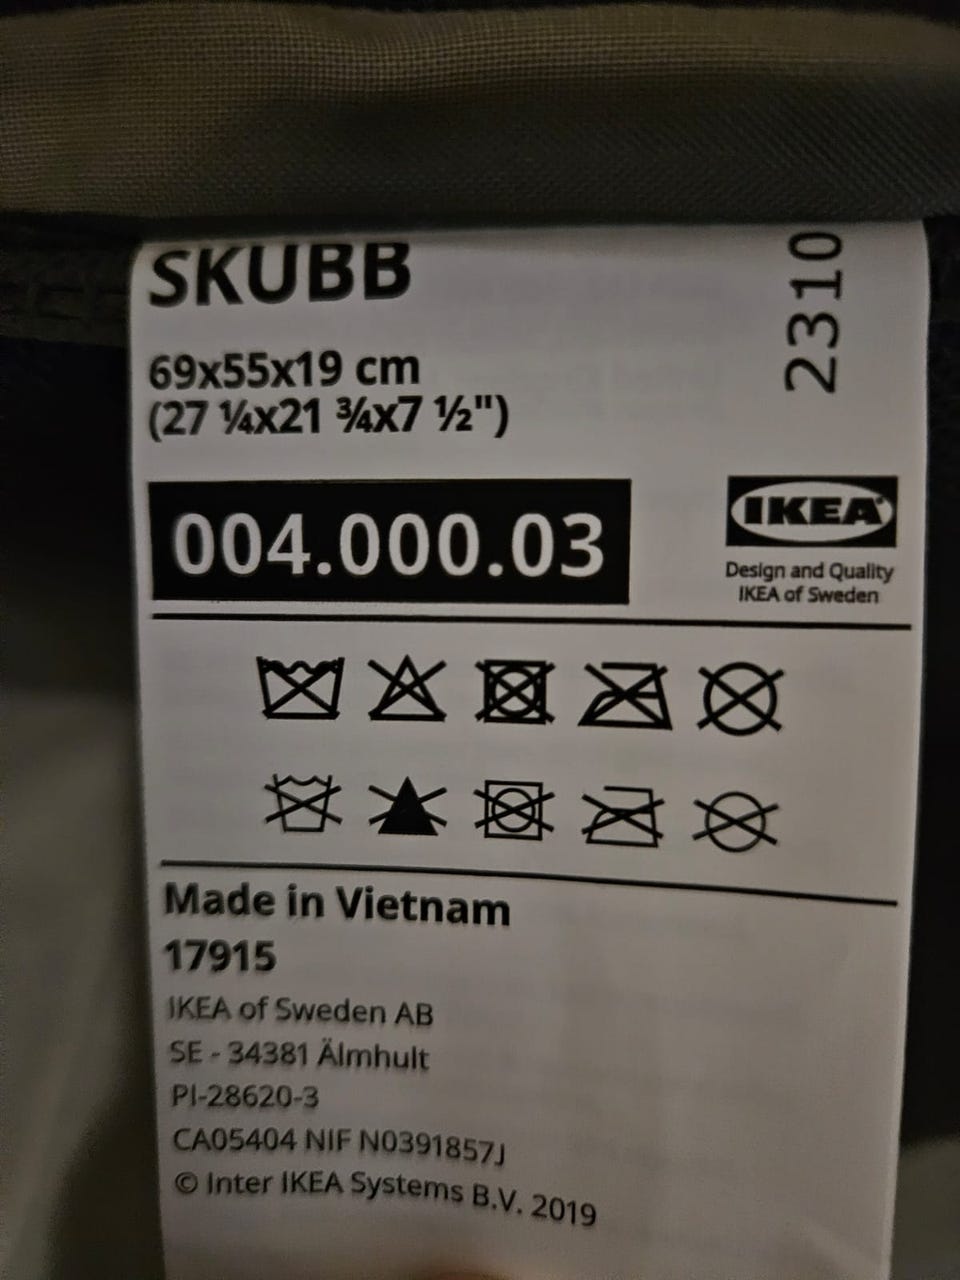 SKUBB
2310
69x55x19 cm
(27 ¼x21 ¾x7 ½")
004.000.03
IKEA®
Design and Quality
IKEA of Sweden
Made in Vietnam
17915
IKEA of Sweden AB
SE - 34381 Älmhult
PI-28620-3
CA05404 NIF N0391857J
© Inter IKEA Systems B.V. 2019